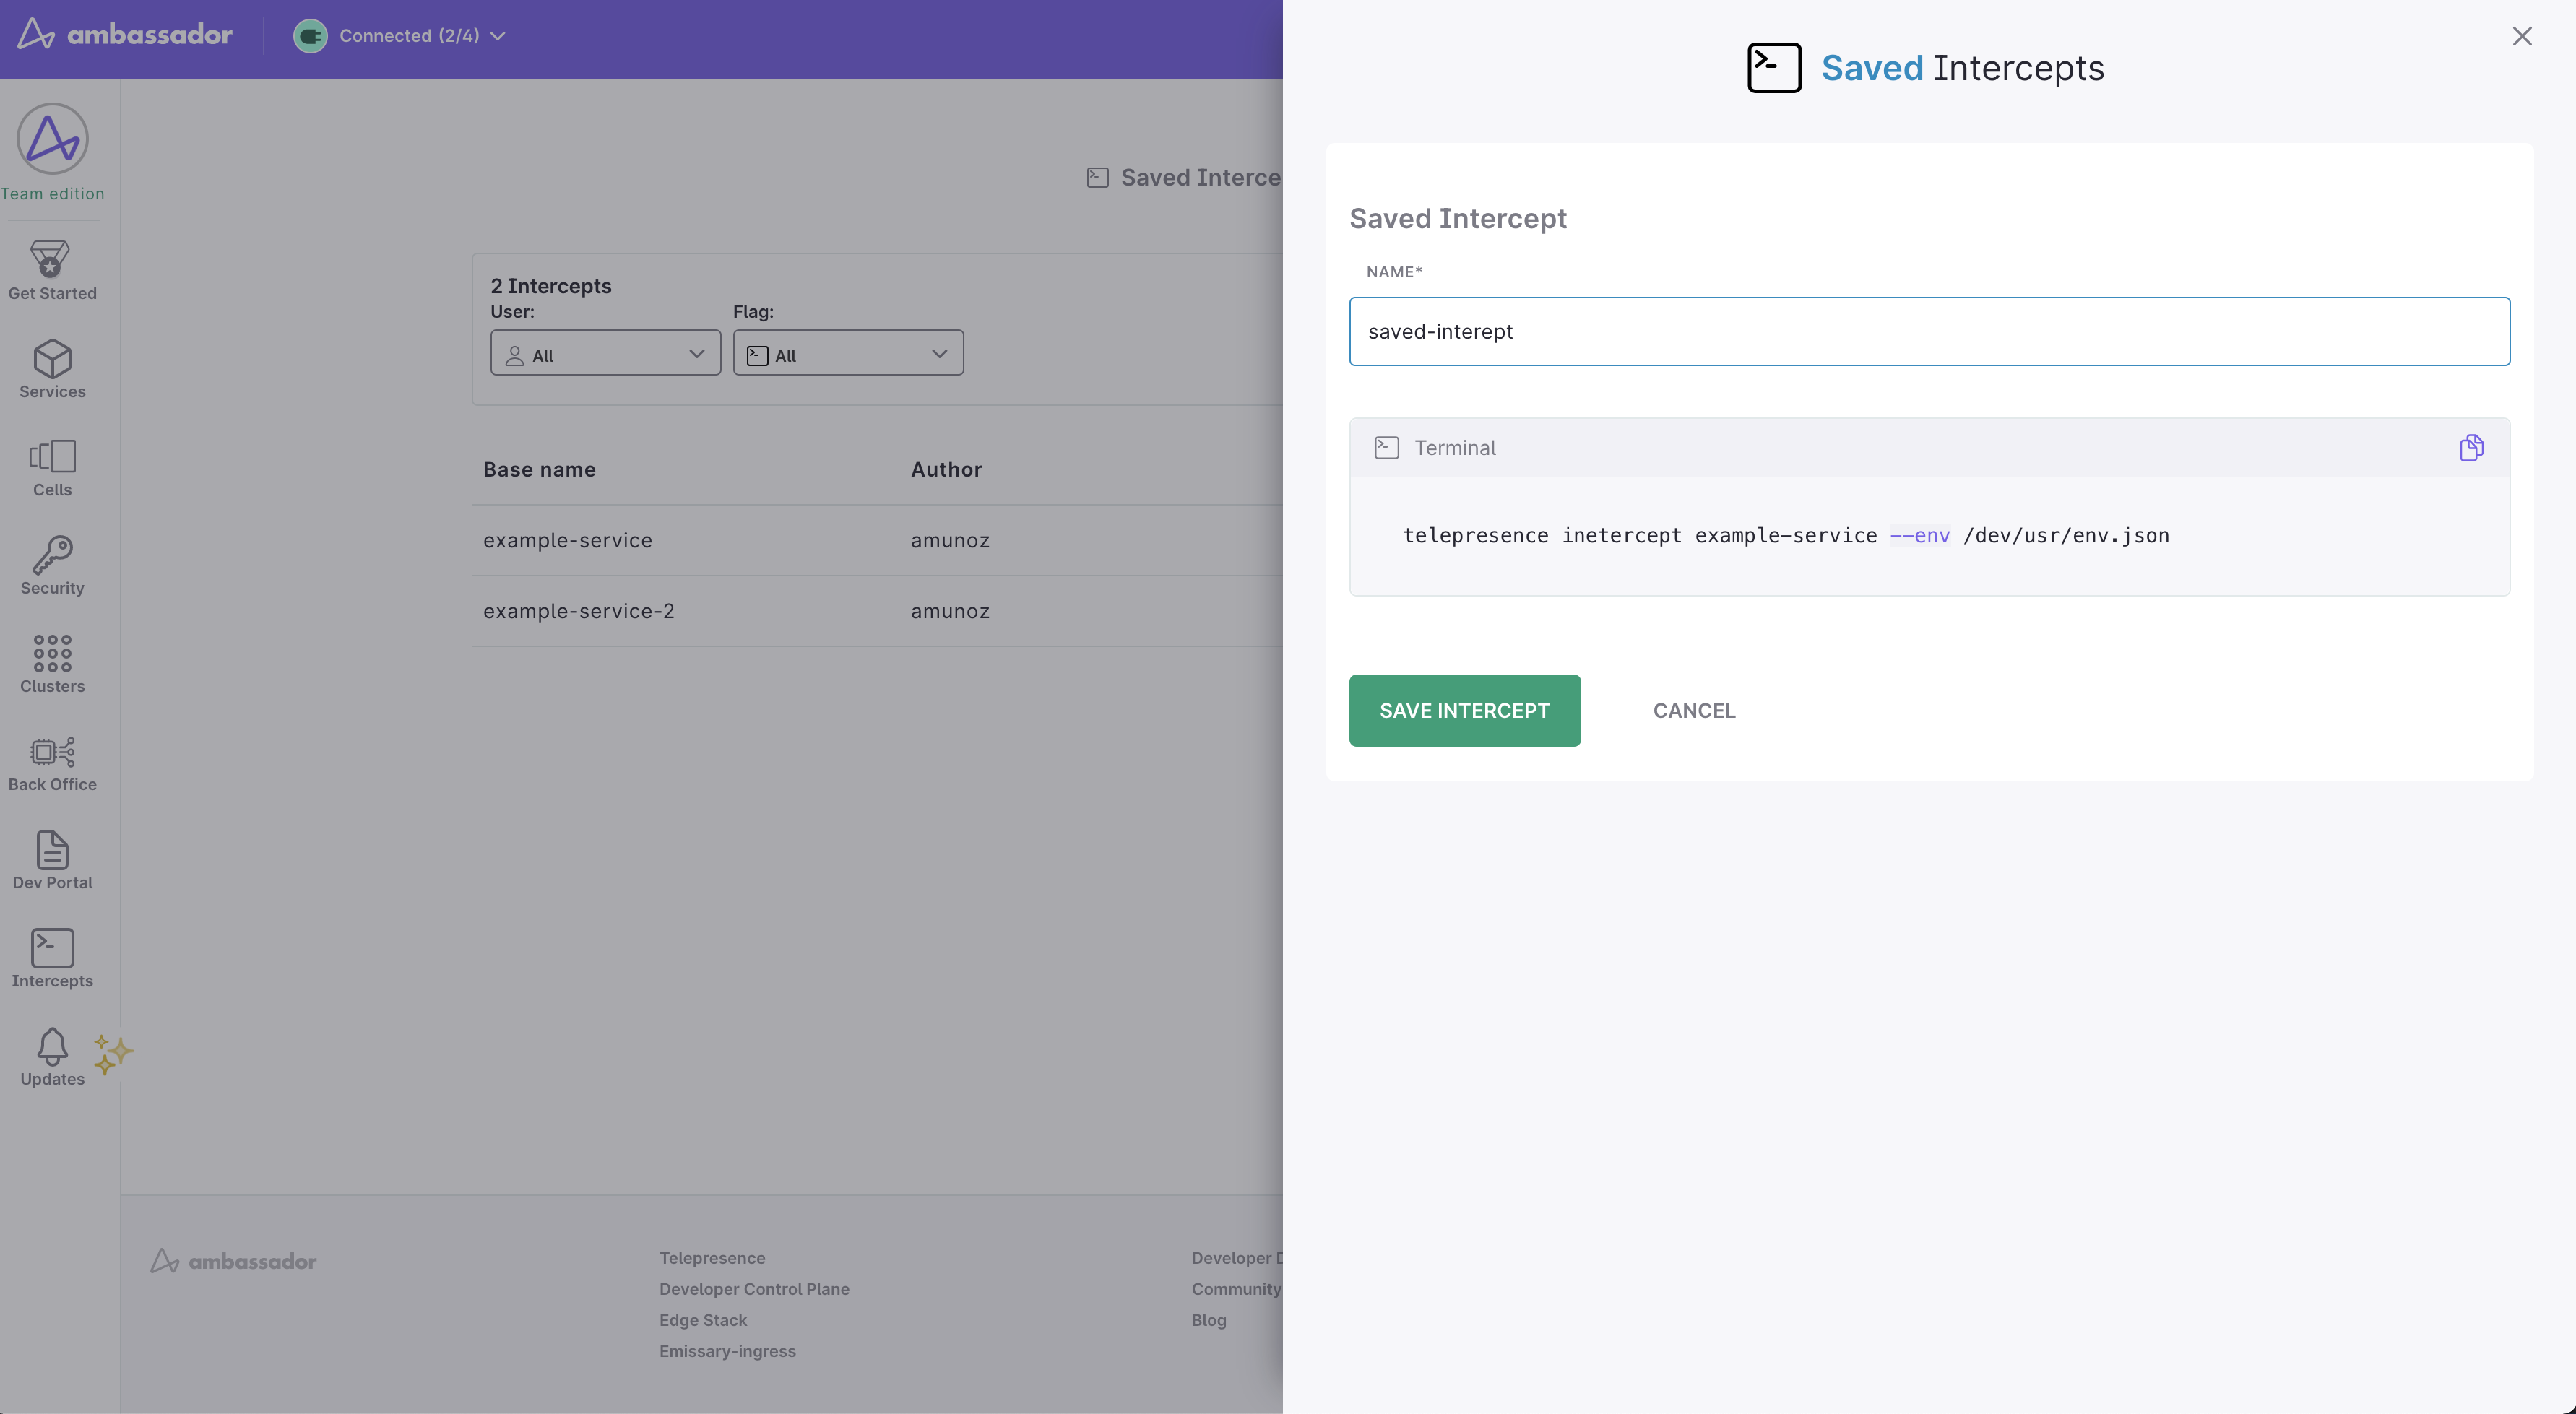 ambassador
Connected (2/4)
Team edition
Get Started
Services
Cells
Security
Clusters
Back Office
Dev Portal
Intercepts
Updates
Saved Interce
2 Intercepts
User: Flag:
All All
Base name Author
example-service amunoz
example-service-2 amunoz
ambassador
Telepresence
Developer Control Plane
Edge Stack
Emissary-ingress
Developer D
Community
Blog
Saved Intercepts
Saved Intercept
NAME*
saved-interept
Terminal
telepresence inetercept example-service --env /dev/usr/env.json
SAVE INTERCEPT CANCEL